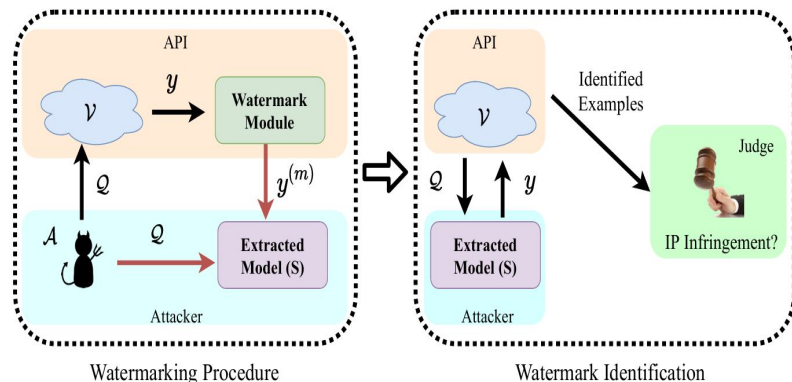 API
𝒱
y
Watermark
Module
𝒬
y^(m)
𝒜
𝒬
Extracted
Model (S)
Attacker
Watermarking Procedure
API
𝒱
Identified
Examples
𝒬
y
Judge
IP Infringement?
Extracted
Model (S)
Attacker
Watermark Identification